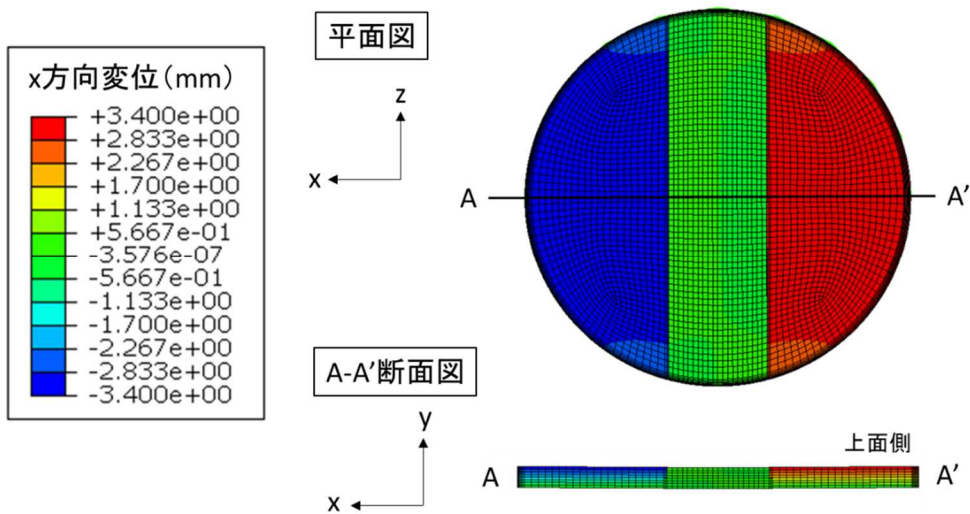 平面図
x方向変位(mm)
+3.400e+00
+2.833e+00
+2.267e+00
+1.700e+00
+1.133e+00
+5.667e-01
-3.576e-07
-5.667e-01
-1.133e+00
-1.700e+00
-2.267e+00
-2.833e+00
-3.400e+00
z
x
A
A'
A-A'断面図
y
x
上面側
A
A'